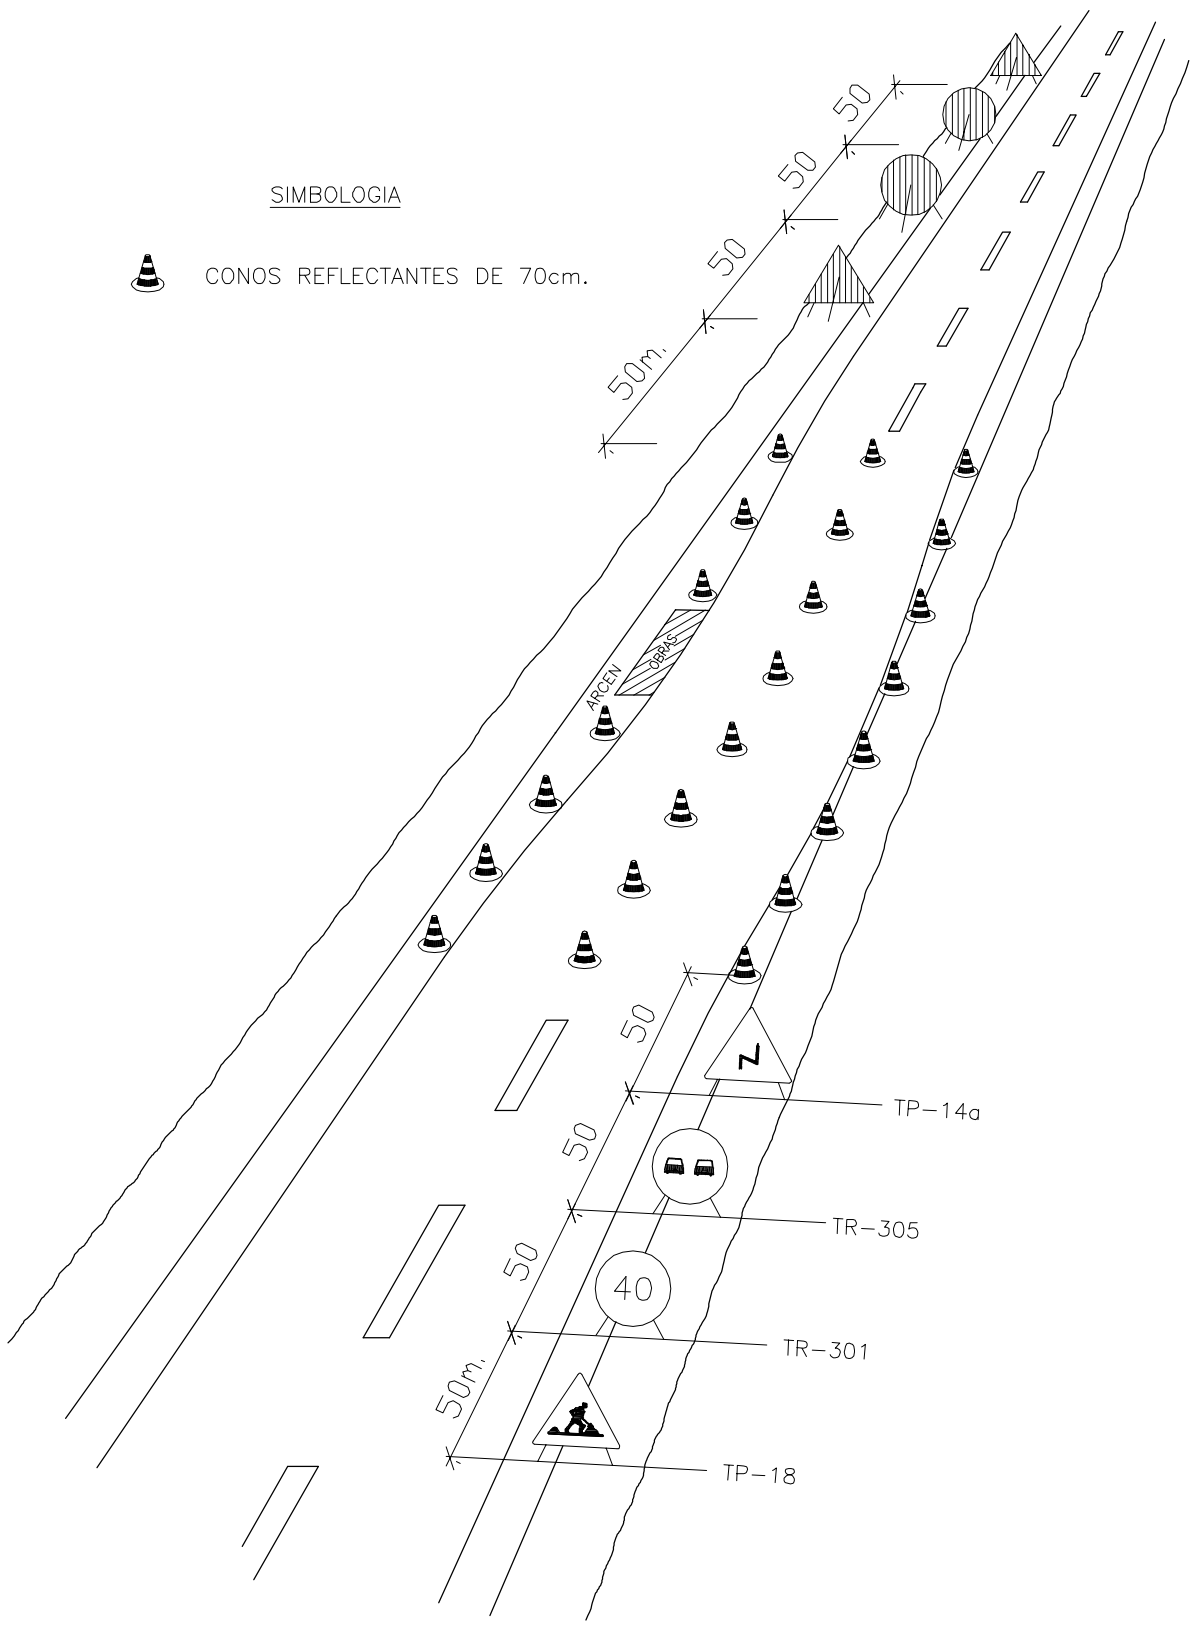 50
50
SIMBOLOGIA
50
CONOS REFLECTANTES DE 70cm.
50m.
OBRAS
ARCEN
50
TP-14a
50
TR-305
50
40
TR-301
50m.
TP-18